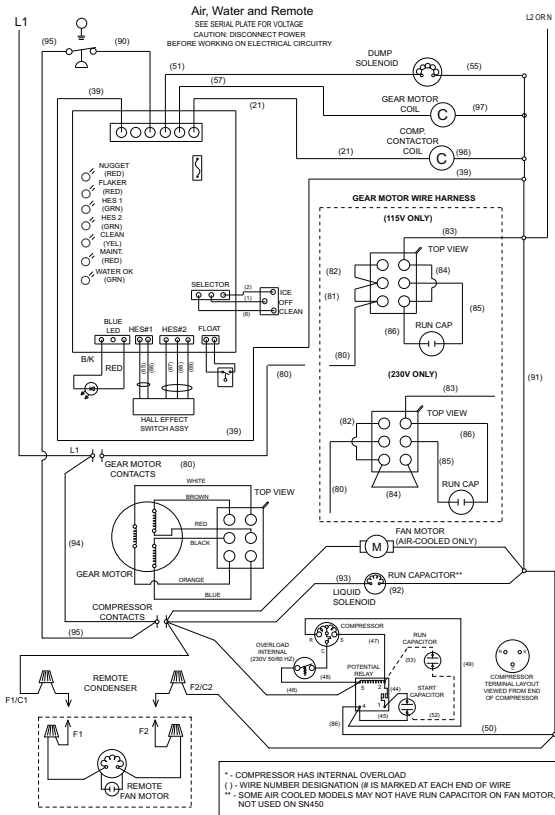 Air, Water and Remote
SEE SERIAL PLATE FOR VOLTAGE
CAUTION: DISCONNECT POWER
BEFORE WORKING ON ELECTRICAL CIRCUITRY
L1
L2 OR N
(95)
(90)
(51)
(57)
(39)
(21)
DUMP
SOLENOID
(55)
GEAR MOTOR
COIL
C
(97)
COMP.
CONTACTOR
COIL
(21)
C
(96)
(39)
NUGGET
(RED)
FLAKER
(RED)
HES 1
(GRN)
HES 2
(GRN)
CLEAN
(YEL)
MAINT.
(RED)
WATER OK
(GRN)
SELECTOR
(2)
(1)
(6)
ICE
OFF
CLEAN
BLUE
LED
HES#1
HES#2
FLOAT
B/K
RED
(65)
(66)
(67)
(68)
(69)
HALL EFFECT
SWITCH ASSY
(80)
(39)
GEAR MOTOR WIRE HARNESS
(115V ONLY)
(83)
TOP VIEW
(82)
(84)
(81)
(85)
(86)
RUN CAP
(80)
(230V ONLY)
(83)
TOP VIEW
(82)
(86)
(85)
(80)
(84)
RUN CAP
(91)
L1
GEAR MOTOR
CONTACTS
(80)
WHITE
BROWN
RED
BLACK
ORANGE
BLUE
TOP VIEW
GEAR MOTOR
(94)
COMPRESSOR
CONTACTS
(95)
M
FAN MOTOR
(AIR-COOLED ONLY)
(93)
RUN CAPACITOR**
LIQUID
SOLENOID
(92)
COMPRESSOR
R
S
C
(47)
OVERLOAD
INTERNAL
(230V 50/60 HZ)
(48)
(46)
POTENTIAL
RELAY
5
2
4
1
(44)
(45)
(86)
RUN
CAPACITOR
(53)
START
CAPACITOR
(52)
(49)
(50)
COMPRESSOR
TERMINAL LAYOUT
VIEWED FROM END
OF COMPRESSOR
F1/C1
REMOTE
CONDENSER
F2/C2
F1
F2
REMOTE
FAN MOTOR
* - COMPRESSOR HAS INTERNAL OVERLOAD
( ) - WIRE NUMBER DESIGNATION (# IS MARKED AT EACH END OF WIRE
** - SOME AIR COOLED MODELS MAY NOT HAVE RUN CAPACITOR ON FAN MOTOR,
NOT USED ON SN450